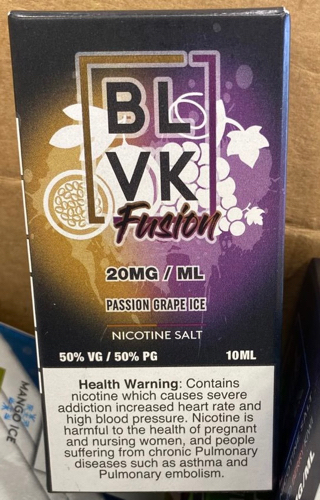 BL
VK
Fusion
20MG / ML
PASSION GRAPE ICE
NICOTINE SALT
50% VG / 50% PG 10ML
Health Warning: Contains
nicotine which causes severe
addiction increased heart rate and
high blood pressure. Nicotine is
harmful to the health of pregnant
and nursing women, and people
suffering from chronic Pulmonary
diseases such as asthma and
Pulmonary embolism.
MANGO ICE